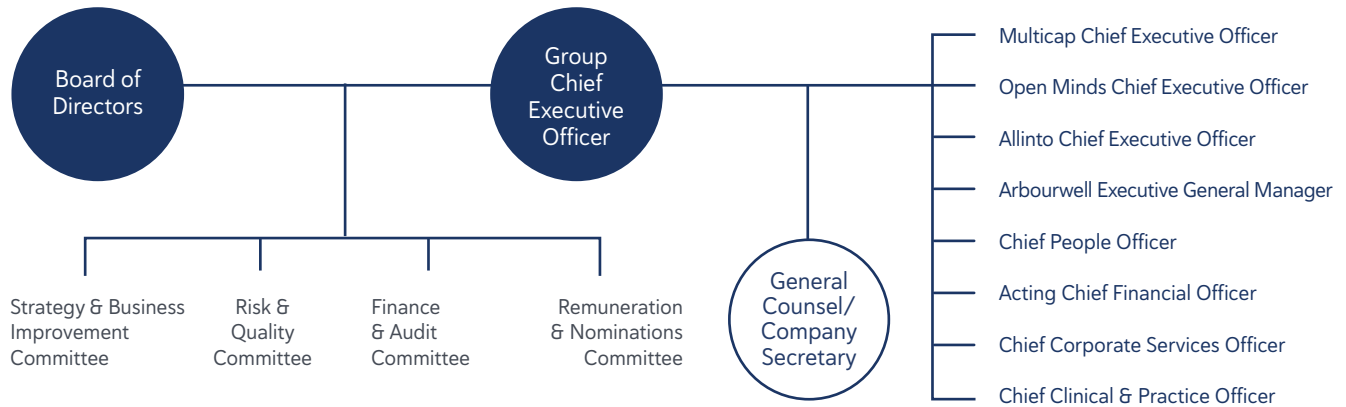 Board of
Directors
Group
Chief
Executive
Officer
Strategy & Business
Improvement
Committee
Risk &
Quality
Committee
Finance
& Audit
Committee
Remuneration
& Nominations
Committee
General
Counsel/
Company
Secretary
Multicap Chief Executive Officer
Open Minds Chief Executive Officer
Allinto Chief Executive Officer
Arbourwell Executive General Manager
Chief People Officer
Acting Chief Financial Officer
Chief Corporate Services Officer
Chief Clinical & Practice Officer